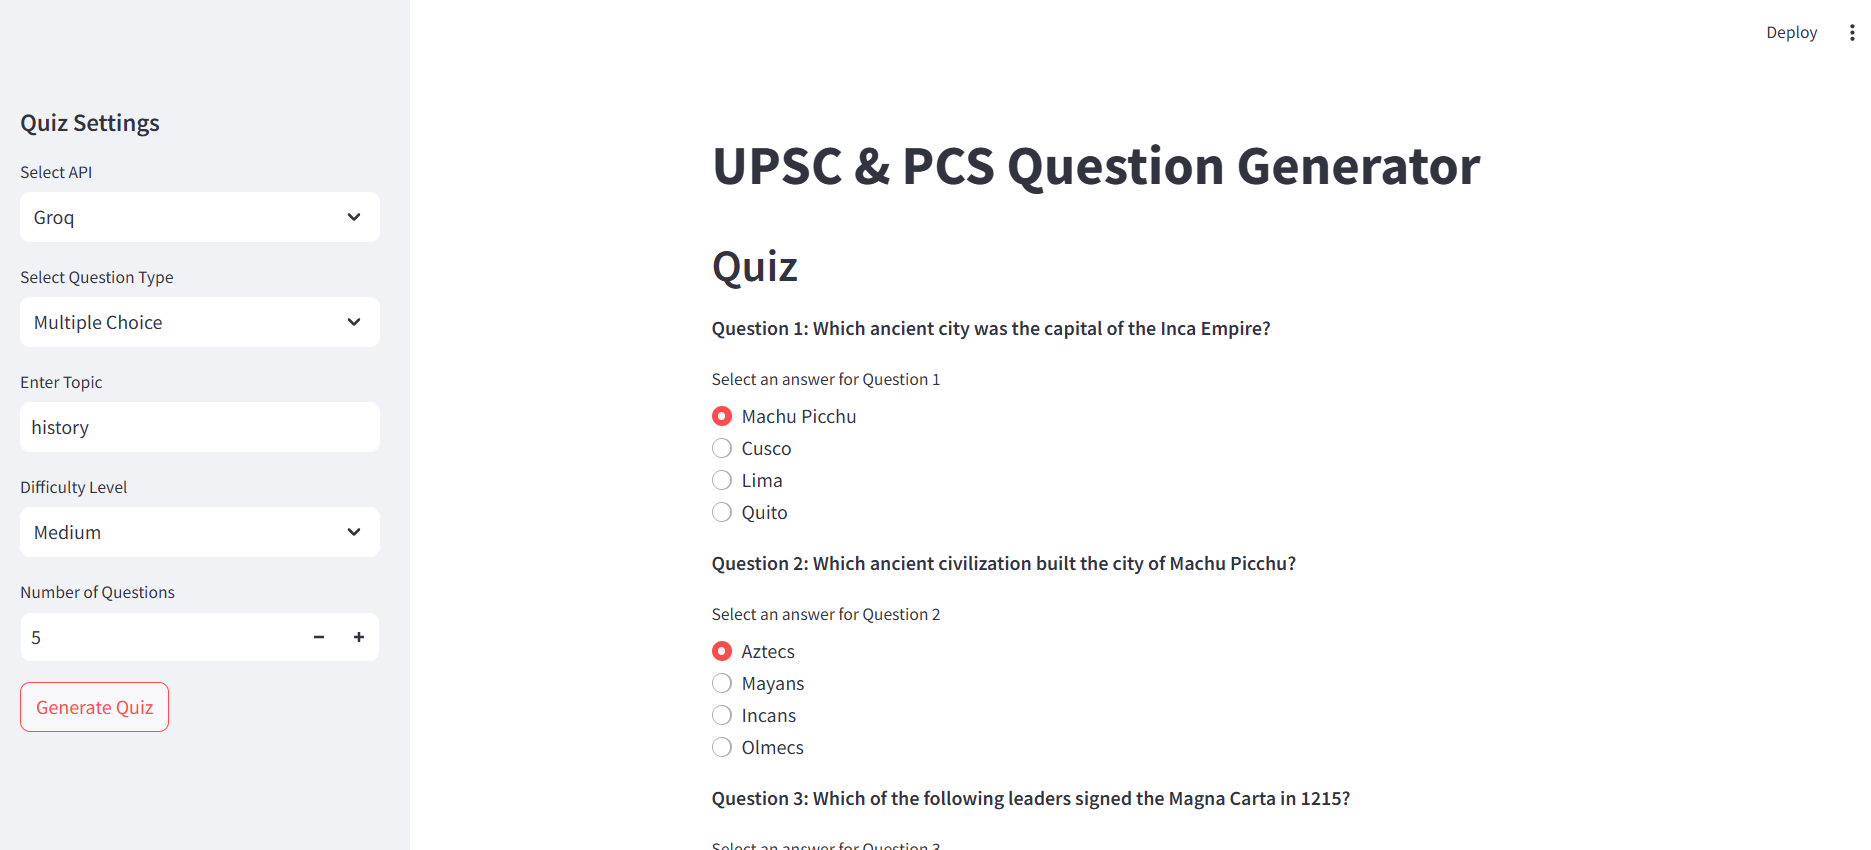 Deploy
Quiz Settings
Select API
Groq
Select Question Type
Multiple Choice
Enter Topic
history
Difficulty Level
Medium
Number of Questions
5
Generate Quiz
UPSC & PCS Question Generator
Quiz
Question 1: Which ancient city was the capital of the Inca Empire?
Select an answer for Question 1
Machu Picchu
Cusco
Lima
Quito
Question 2: Which ancient civilization built the city of Machu Picchu?
Select an answer for Question 2
Aztecs
Mayans
Incans
Olmecs
Question 3: Which of the following leaders signed the Magna Carta in 1215?
Select an answer for Question 3